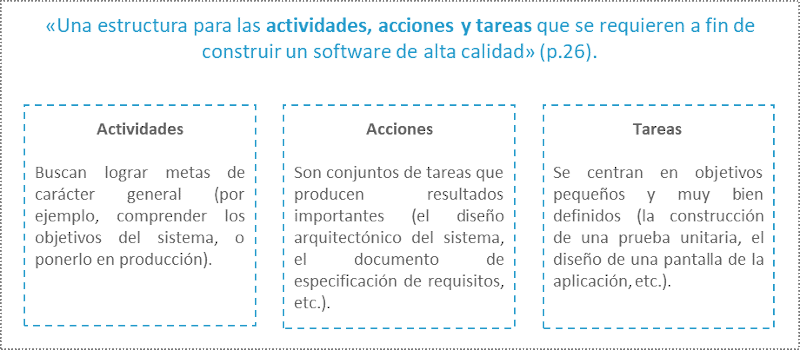 «Una estructura para las actividades, acciones y tareas que se requieren a fin de
construir un software de alta calidad» (p.26).
Actividades
Buscan lograr metas de
carácter general (por
ejemplo, comprender los
objetivos del sistema, o
ponerlo en producción).
Acciones
Son conjuntos de tareas que
producen resultados
importantes (el diseño
arquitectónico del sistema,
el documento de
especificación de requisitos,
etc.).
Tareas
Se centran en objetivos
pequeños y muy bien
definidos (la construcción
de una prueba unitaria, el
diseño de una pantalla de la
aplicación, etc.).